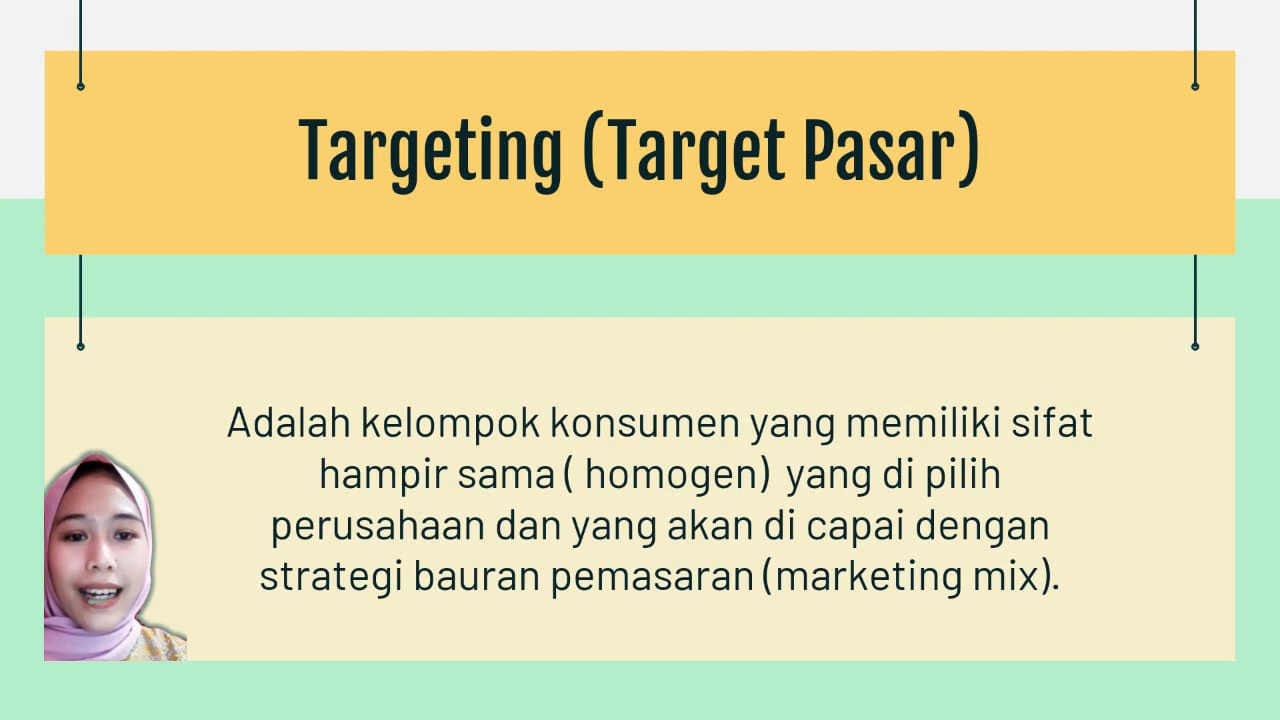 Targeting (Target Pasar)
Adalah kelompok konsumen yang memiliki sifat
hampir sama ( homogen)  yang di pilih
perusahaan dan yang akan di capai dengan
strategi bauran pemasaran (marketing mix).